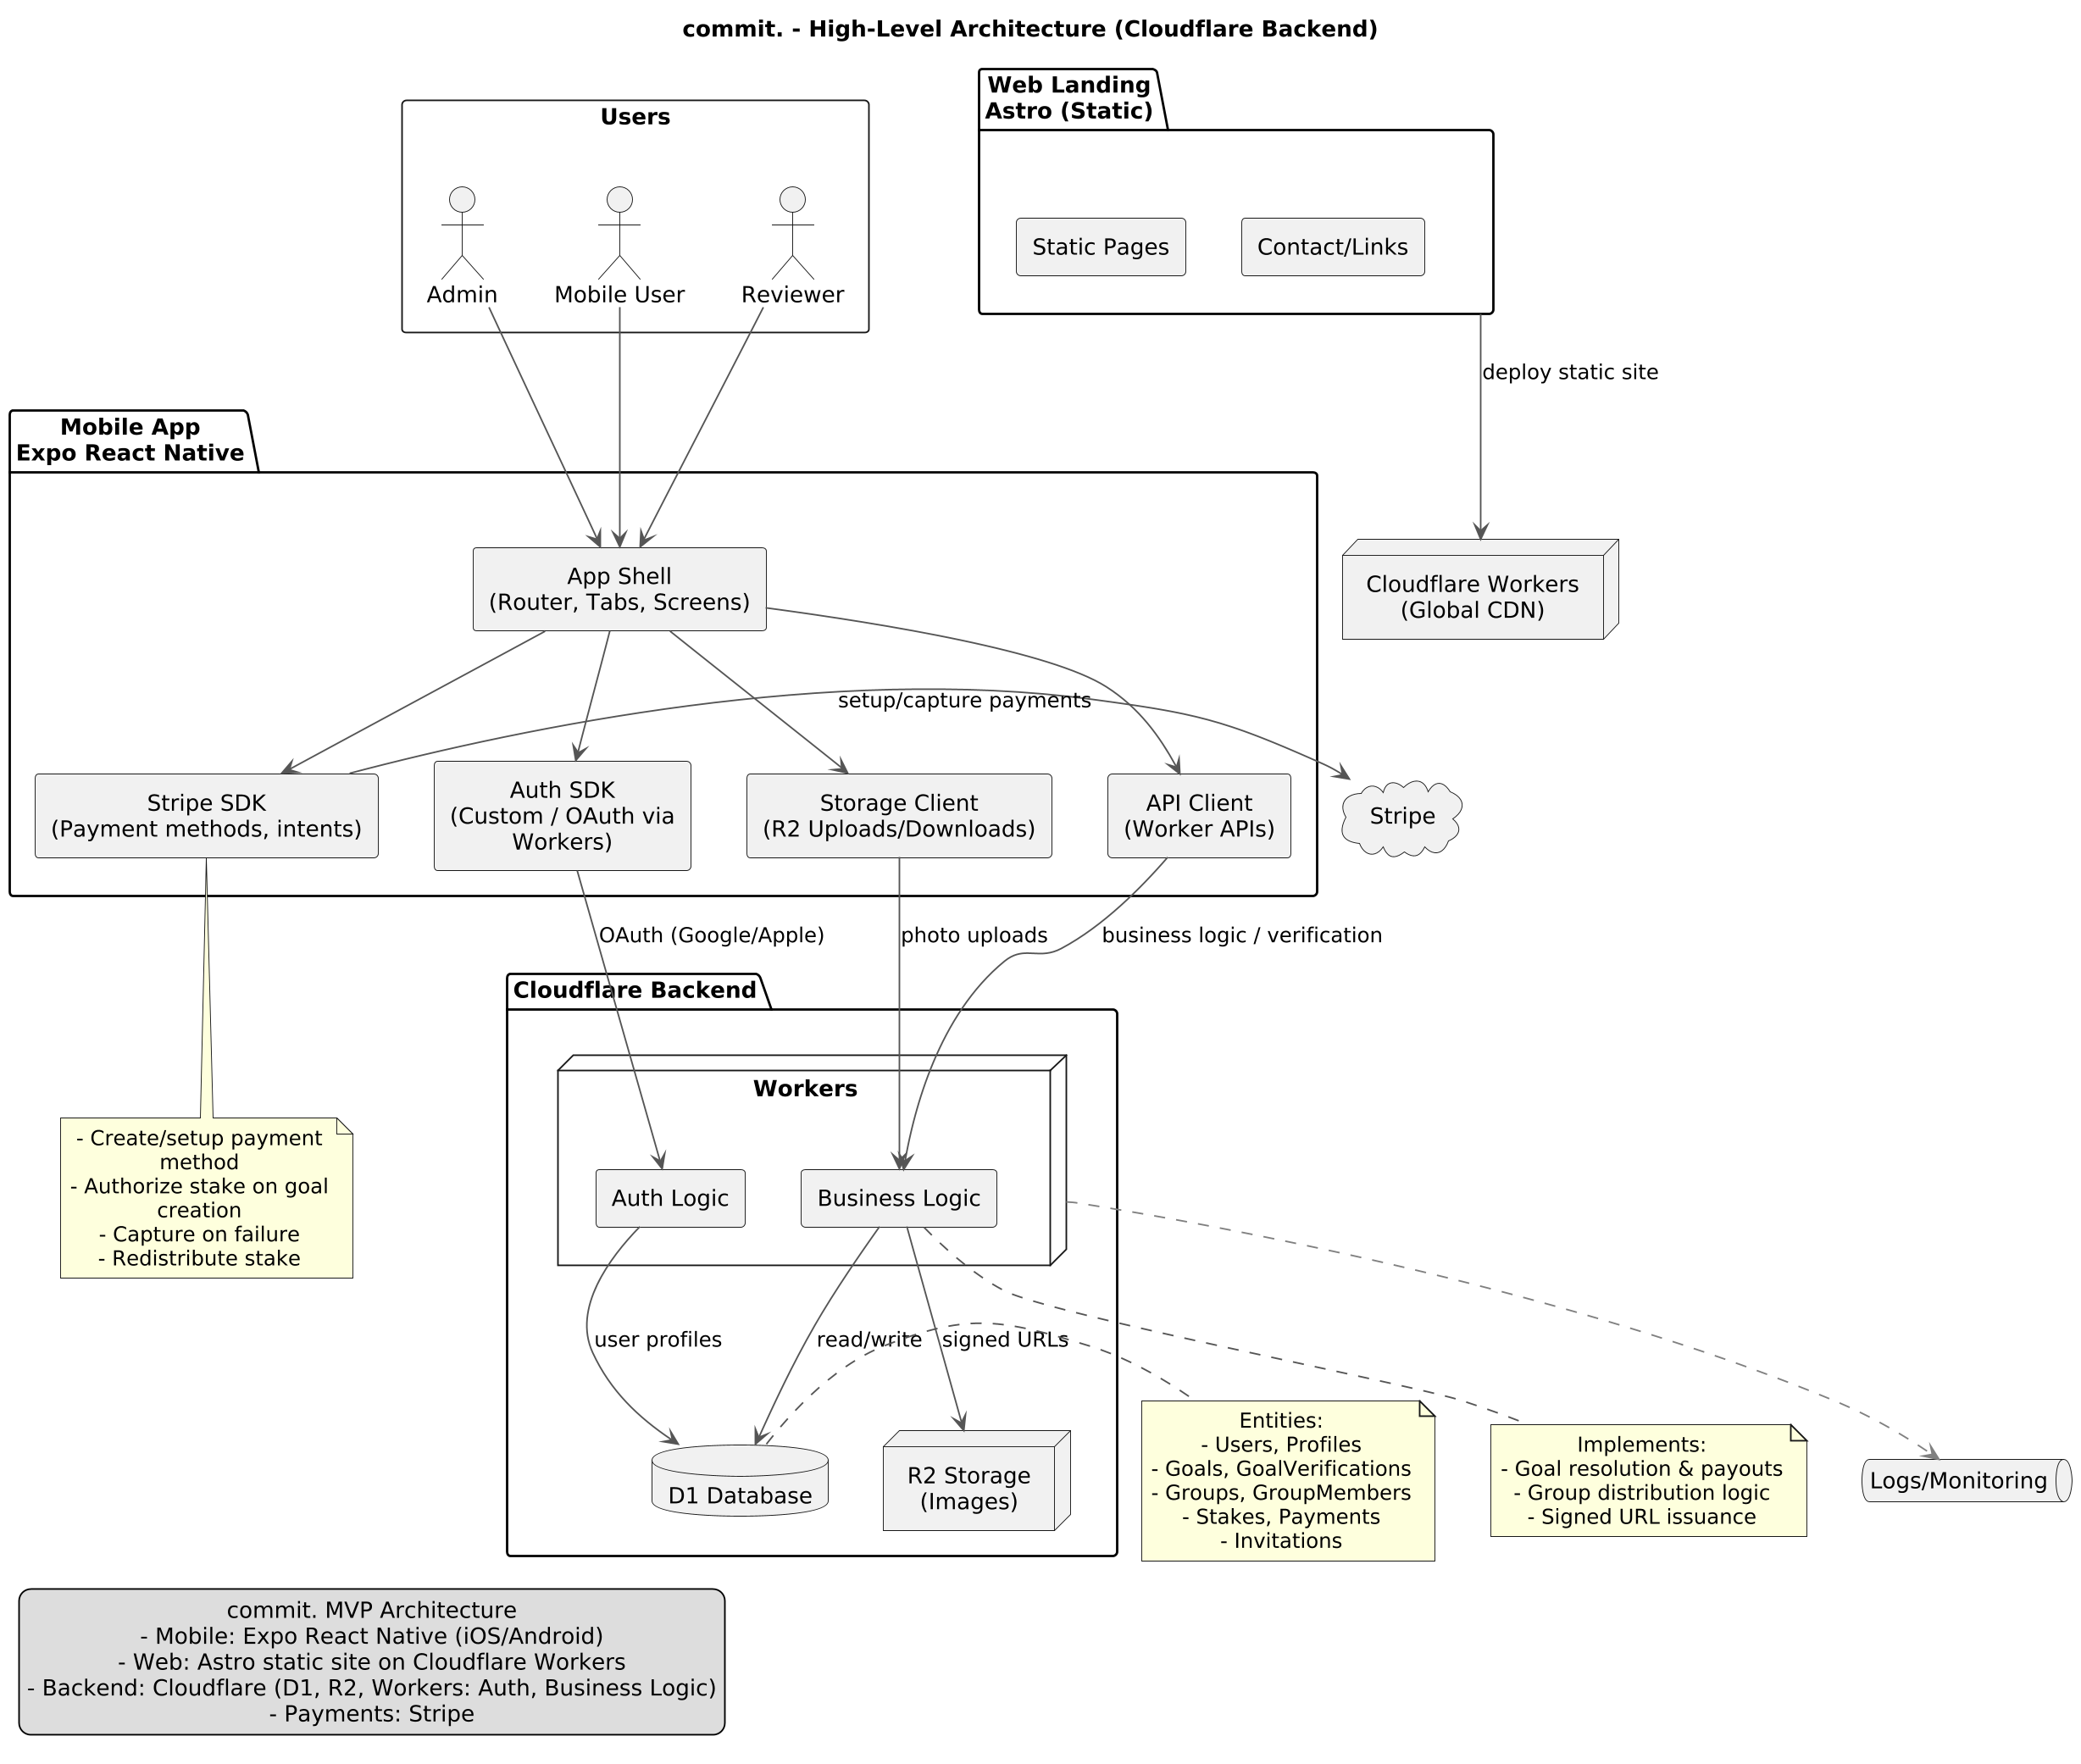 commit. - High-Level Architecture (Cloudflare Backend)
Users
Admin
Mobile User
Reviewer
Web Landing
Astro (Static)
Static Pages
Contact/Links
deploy static site
Cloudflare Workers
(Global CDN)
Mobile App
Expo React Native
App Shell
(Router, Tabs, Screens)
setup/capture payments
Stripe SDK
(Payment methods, intents)
Auth SDK
(Custom / OAuth via
Workers)
Storage Client
(R2 Uploads/Downloads)
API Client
(Worker APIs)
Stripe
OAuth (Google/Apple)
photo uploads
business logic / verification
- Create/setup payment
method
- Authorize stake on goal
creation
- Capture on failure
- Redistribute stake
Cloudflare Backend
Workers
Auth Logic
Business Logic
user profiles
read/write
signed URLs
D1 Database
R2 Storage
(Images)
Entities:
- Users, Profiles
- Goals, GoalVerifications
- Groups, GroupMembers
- Stakes, Payments
- Invitations
Implements:
- Goal resolution & payouts
- Group distribution logic
- Signed URL issuance
Logs/Monitoring
commit. MVP Architecture
- Mobile: Expo React Native (iOS/Android)
- Web: Astro static site on Cloudflare Workers
- Backend: Cloudflare (D1, R2, Workers: Auth, Business Logic)
- Payments: Stripe